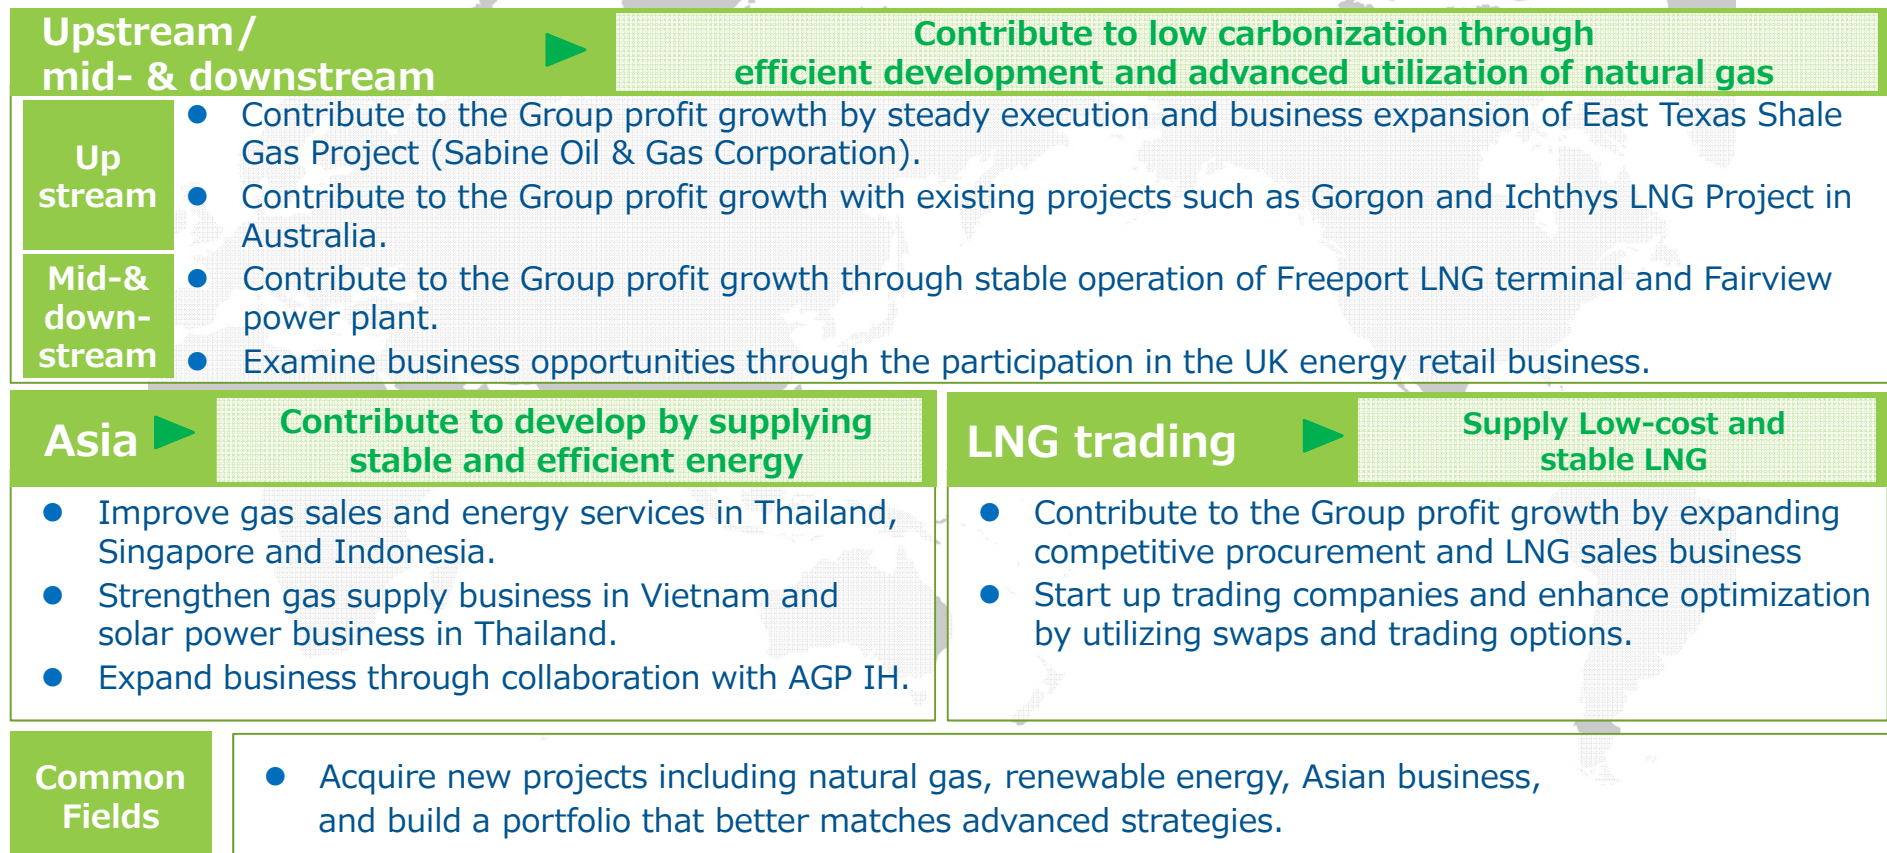 Upstream/
mid- & downstream
Contribute to low carbonization through
efficient development and advanced utilization of natural gas
Up
stream
● Contribute to the Group profit growth by steady execution and business expansion of East Texas Shale
Gas Project (Sabine Oil & Gas Corporation).
● Contribute to the Group profit growth with existing projects such as Gorgon and Ichthys LNG Project in
Australia.
Mid-&
down-
stream
● Contribute to the Group profit growth through stable operation of Freeport LNG terminal and Fairview
power plant.
● Examine business opportunities through the participation in the UK energy retail business.
Asia
Contribute to develop by supplying
stable and efficient energy
● Improve gas sales and energy services in Thailand,
Singapore and Indonesia.
● Strengthen gas supply business in Vietnam and
solar power business in Thailand.
● Expand business through collaboration with AGP IH.
LNG trading
Supply Low-cost and
stable LNG
● Contribute to the Group profit growth by expanding
competitive procurement and LNG sales business
● Start up trading companies and enhance optimization
by utilizing swaps and trading options.
Common
Fields
● Acquire new projects including natural gas, renewable energy, Asian business,
and build a portfolio that better matches advanced strategies.